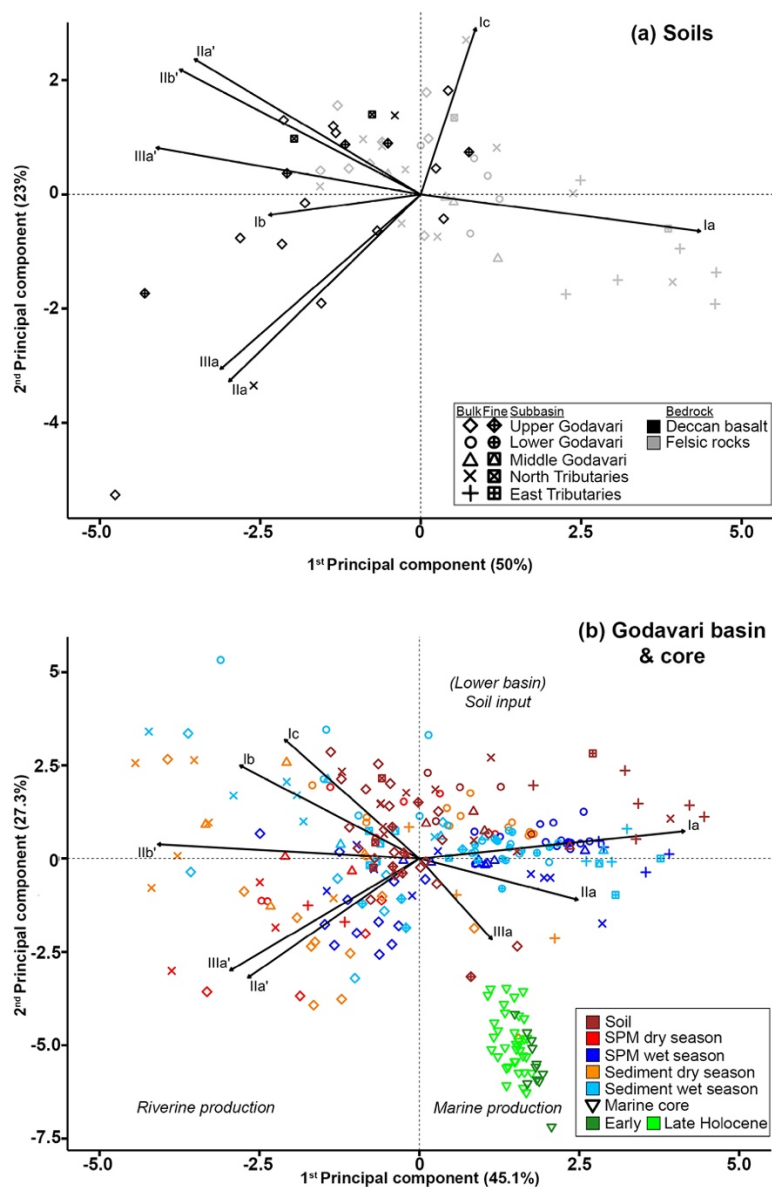 (a) Soils
Ic
IIa'
IIb'
2
IIIa'
0
Ib
Ia
-2
IIIa
IIa
-4
2nd Principal component (23%)
Bulk Fine Subbasin Bedrock
Upper Godavari Deccan basalt
Lower Godavari Felsic rocks
Middle Godavari
North Tributaries
East Tributaries
-5.0 -2.5 0 2.5 5.0
1st Principal component (50%)
(b) Godavari basin
& core
5
(Lower basin)
Soil input
Ic
2.5
Ib
IIb'
Ia
0
IIa
IIIa
-2.5
IIIa'
IIa'
-5.0
2nd Principal component (27.3%)
Soil
SPM dry season
SPM wet season
Sediment dry season
Sediment wet season
Marine core
Early Late Holocene
Riverine production Marine production
-7.5
-5.0 -2.5 0 2.5 5.0
1st Principal component (45.1%)